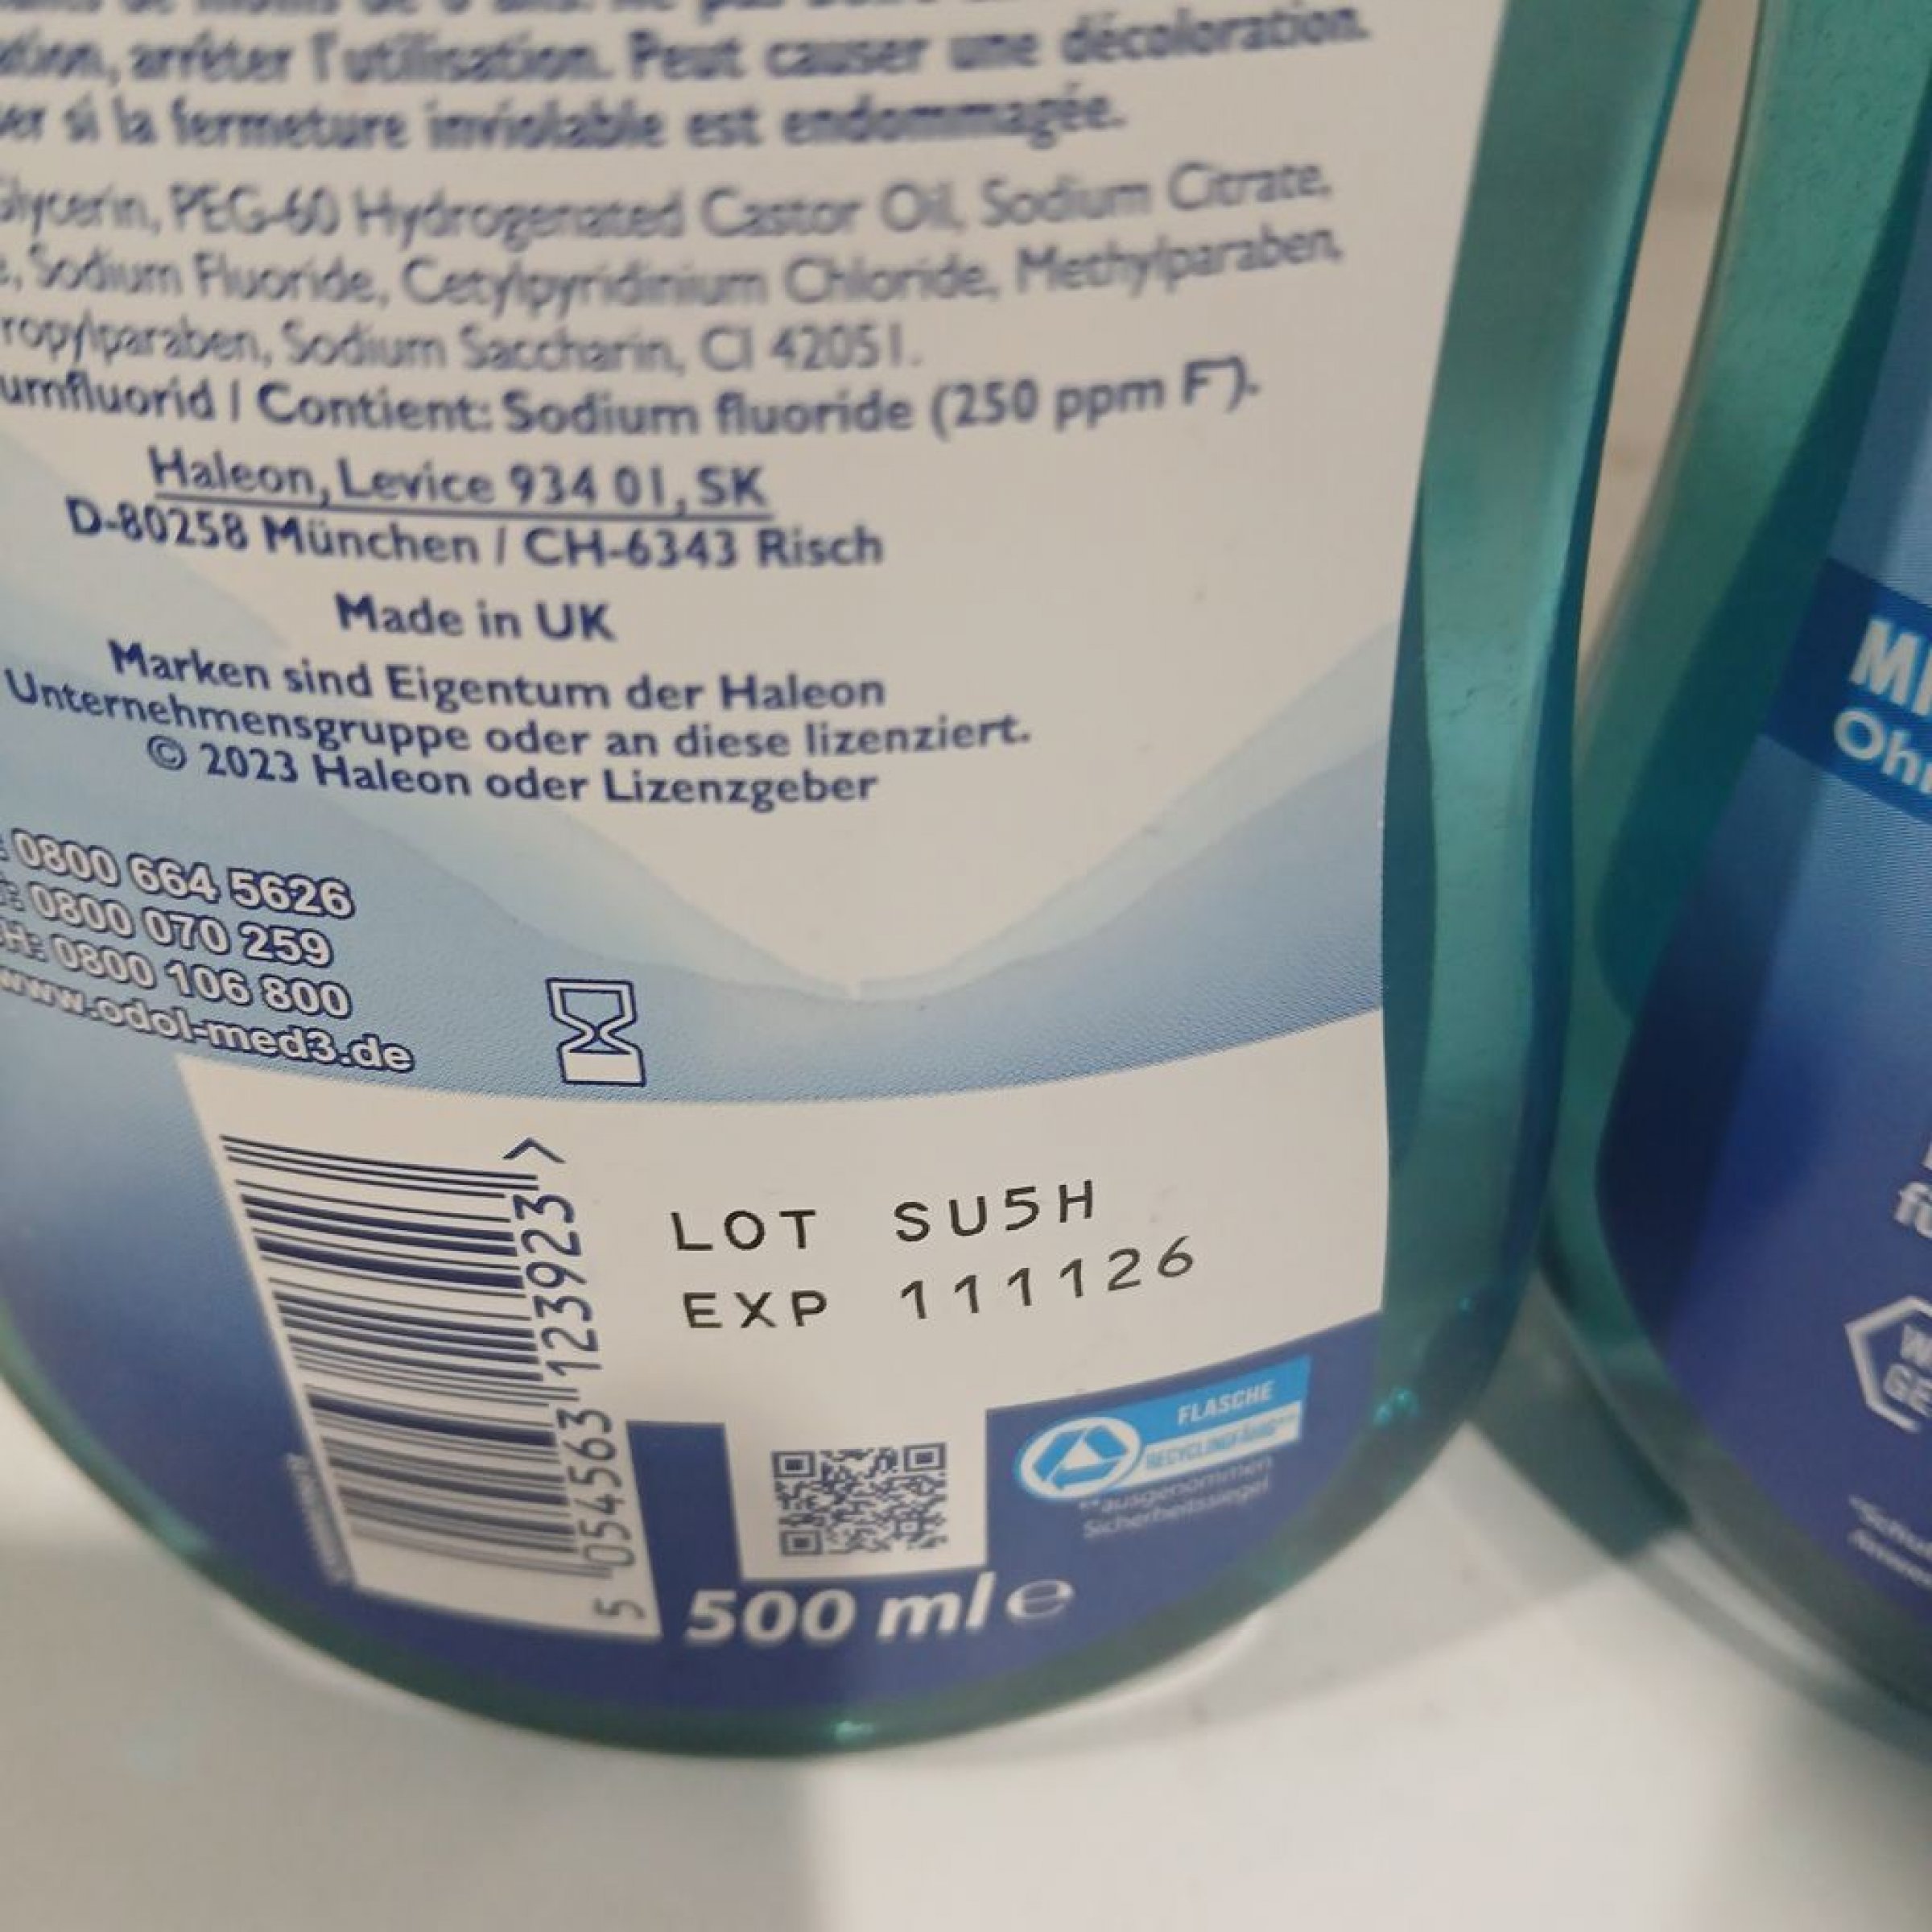 arrêter l'utilisation. Peut causer une décoloration.
si la fermeture inviolable est endommagée.
Glycerin, PEG-60 Hydrogenated Castor Oil, Sodium Citrate,
Sodium Fluoride, Cetylpyridinium Chloride, Methylparaben,
ropylparaben, Sodium Saccharin, CI 42051.
umfluorid / Contient: Sodium fluoride (250 ppm F⁻).
Haleon, Levice 934 01, SK
D-80258 München / CH-6343 Risch
Made in UK
Marken sind Eigentum der Haleon
Unternehmensgruppe oder an diese lizenziert.
© 2023 Haleon oder Lizenzgeber
0800 664 5626
0800 070 259
H: 0800 106 800
www.odol-med3.de
LOT SU5H
EXP 111126
5 054563 123923 >
FLASCHE
RECYCLINGFÄHIG**
**ausgenommen
Sicherheitssiegel
500 ml e